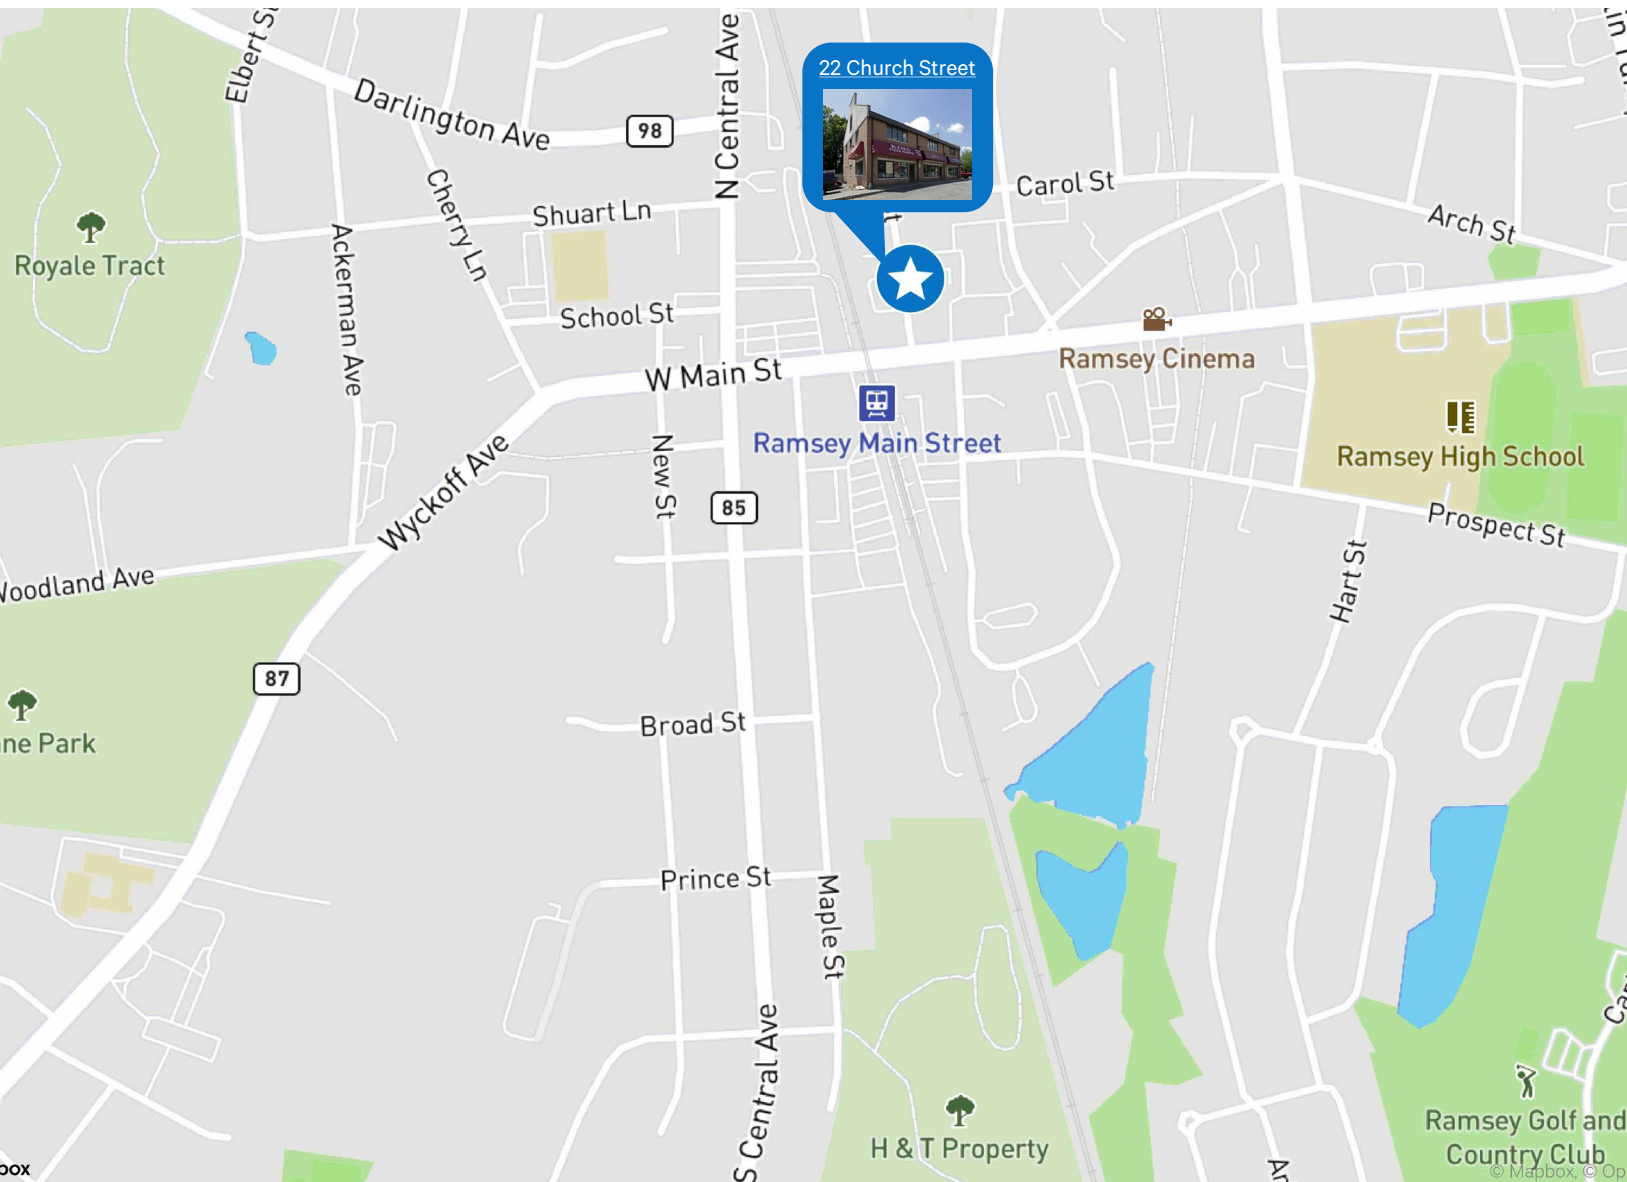 Elbert St
Darlington Ave
98
N Central Ave
22 Church Street
Carol St
Arch St
Cherry Ln
Shuart Ln
Ackerman Ave
Royale Tract
School St
W Main St
Ramsey Cinema
Ramsey Main Street
Ramsey High School
New St
85
Wyckoff Ave
Prospect St
Woodland Ave
Hart St
87
ne Park
Broad St
Prince St
Maple St
S Central Ave
H & T Property
Ramsey Golf and
Country Club
Ar
box
© Mapbox, © Op